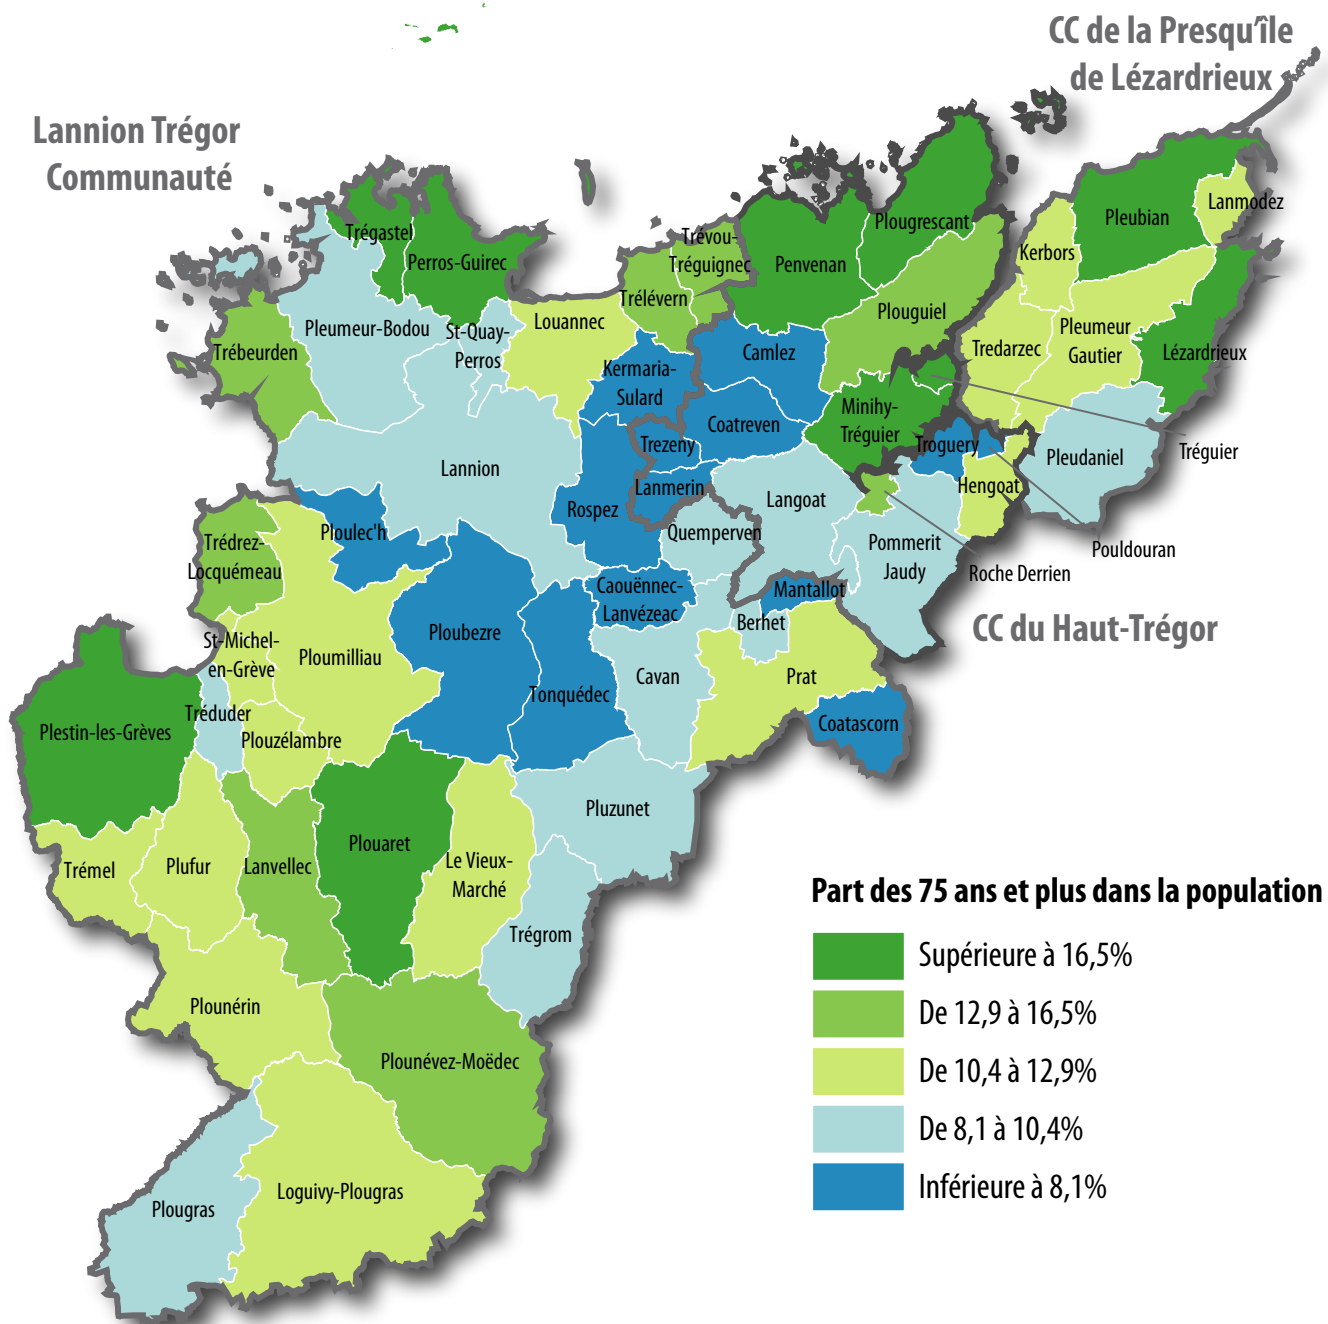 CC de la Presqu'île
de Lézardrieux
Lannion Trégor
Communauté
Trégastel
Perros-Guirec
Pleumeur-Bodou
St-Quay-
Perros
Louannec
Trélévern
Trévou-
Tréguignec
Penvenan
Plougrescant
Plouguiel
Kerbors
Pleubian
Lanmodez
Tredarzec
Pleumeur
Gautier
Lézardrieux
Trébeurden
Kermaria-
Sulard
Camlez
Coatreven
Minihy-
Tréguier
Trezeny
Lanmerin
Troguery
Hengoat
Pleudaniel
Tréguier
Lannion
Rospez
Langoat
Quemperven
Pommerit
Jaudy
Pouldouran
Roche Derrien
CC du Haut-Trégor
Ploulec'h
Trédrez-
Locquémeau
Caouënnec-
Lanvézeac
Mantallot
Berhet
Prat
Coatascorn
Cavan
Ploubezre
Tonquédec
St-Michel-
en-Grève
Ploumilliau
Tréduder
Plouzélambre
Plestin-les-Grèves
Pluzunet
Plouaret
Le Vieux-
Marché
Trégrom
Lanvellec
Plufur
Trémel
Plounérin
Plounévez-Moëdec
Loguivy-Plougras
Plougras
Part des 75 ans et plus dans la population
Supérieure à 16,5%
De 12,9 à 16,5%
De 10,4 à 12,9%
De 8,1 à 10,4%
Inférieure à 8,1%